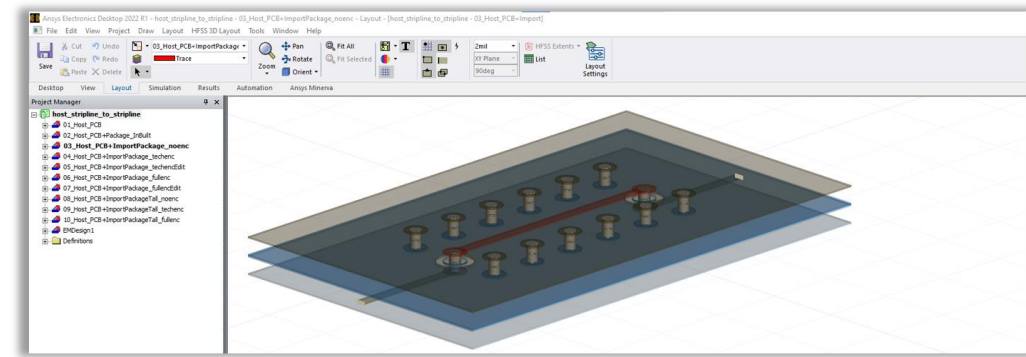 Ansys Electronics Desktop 2022 R1 - host_stripline_to_stripline - 03_Host_PCB+ImportPackage_noenc - Layout - [host_stripline_to_stripline - 03_Host_PCB+Import]
File Edit View Project Draw Layout HFSS 3D Layout Tools Window Help
Save
Cut Undo
Copy Redo
Paste Delete
03_Host_PCB+ImportPackage
Trace
Zoom
Pan
Rotate
Orient
Fit All
Fit Selected
T
2mil
XY Plane
90deg
HFSS Extents
List
Layout Settings
Desktop View Layout Simulation Results Automation Ansys Minerva
Project Manager
host_stripline_to_stripline
01_Host_PCB
02_Host_PCB+Package_InBuilt
03_Host_PCB+ImportPackage_noenc
04_Host_PCB+ImportPackage_techenc
05_Host_PCB+ImportPackage_techencEdit
06_Host_PCB+ImportPackage_fullenc
07_Host_PCB+ImportPackage_fullencEdit
08_Host_PCB+ImportPackageTall_noenc
09_Host_PCB+ImportPackageTall_techenc
10_Host_PCB+ImportPackageTall_fullenc
EMDesign1
Definitions